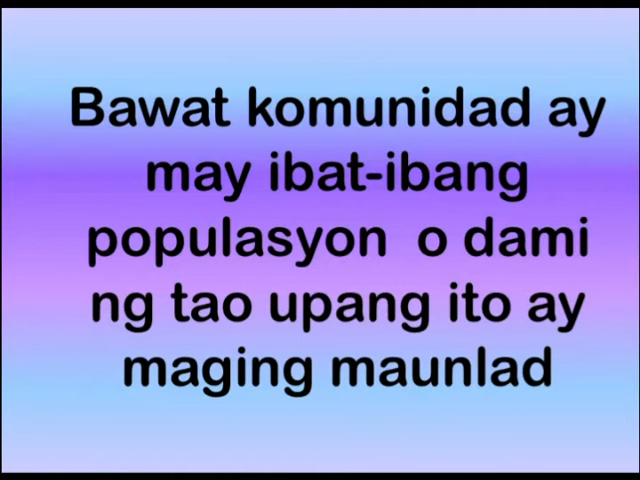 Bawat komunidad ay
may ibat-ibang
populasyon o dami
ng tao upang ito ay
maging maunlad